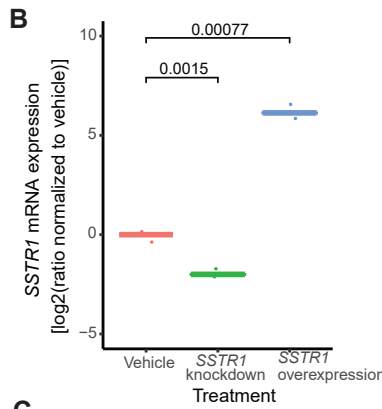 B
0.00077
0.0015
10
5
0
−5
SSTR1 mRNA expression
[log2(ratio normalized to vehicle)]
Vehicle
SSTR1
knockdown
SSTR1
overexpression
Treatment